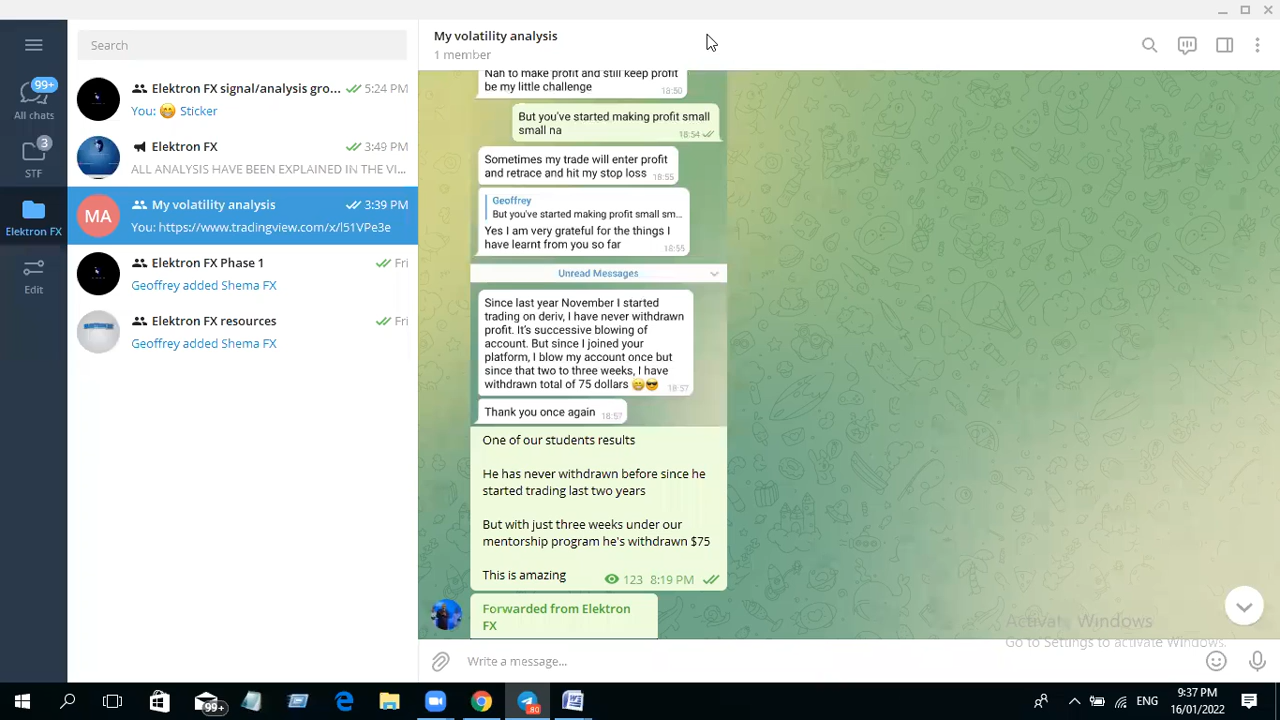 Search
99+
All chats
3
STF
Elektron FX
Edit
Elektron FX signal/analysis gro... 5:24 PM
You: 😁 Sticker
Elektron FX 3:49 PM
ALL ANALYSIS HAVE BEEN EXPLAINED IN THE VI...
MA
My volatility analysis 3:39 PM
You: https://www.tradingview.com/x/l51VPe3e
Elektron FX Phase 1 Fri
Geoffrey added Shema FX
Elektron FX resources Fri
Geoffrey added Shema FX
My volatility analysis
1 member
Nah to make profit and still keep profit
be my little challenge 18:50
But you've started making profit small
small na 18:54
Sometimes my trade will enter profit
and retrace and hit my stop loss 18:55
Geoffrey
But you've started making profit small sm...
Yes I am very grateful for the things I
have learnt from you so far 18:55
Unread Messages
Since last year November I started
trading on deriv, I have never withdrawn
profit. It's successive blowing of
account. But since I joined your
platform, I blow my account once but
since that two to three weeks, I have
withdrawn total of 75 dollars 😁😎 18:57
Thank you once again 18:57
One of our students results
He has never withdrawn before since he
started trading last two years
But with just three weeks under our
mentorship program he's withdrawn $75
This is amazing 123 8:19 PM
Forwarded from Elektron
FX
Activate Windows
Go to Settings to activate Windows.
Write a message...
99+
80
ENG
9:37 PM
16/01/2022